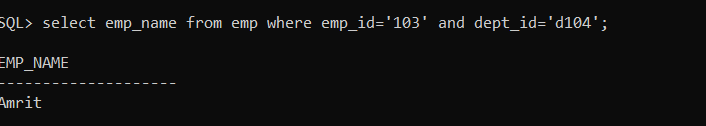 SQL> select emp_name from emp where emp_id='103' and dept_id='d104';
EMP_NAME
--------------------
Amrit